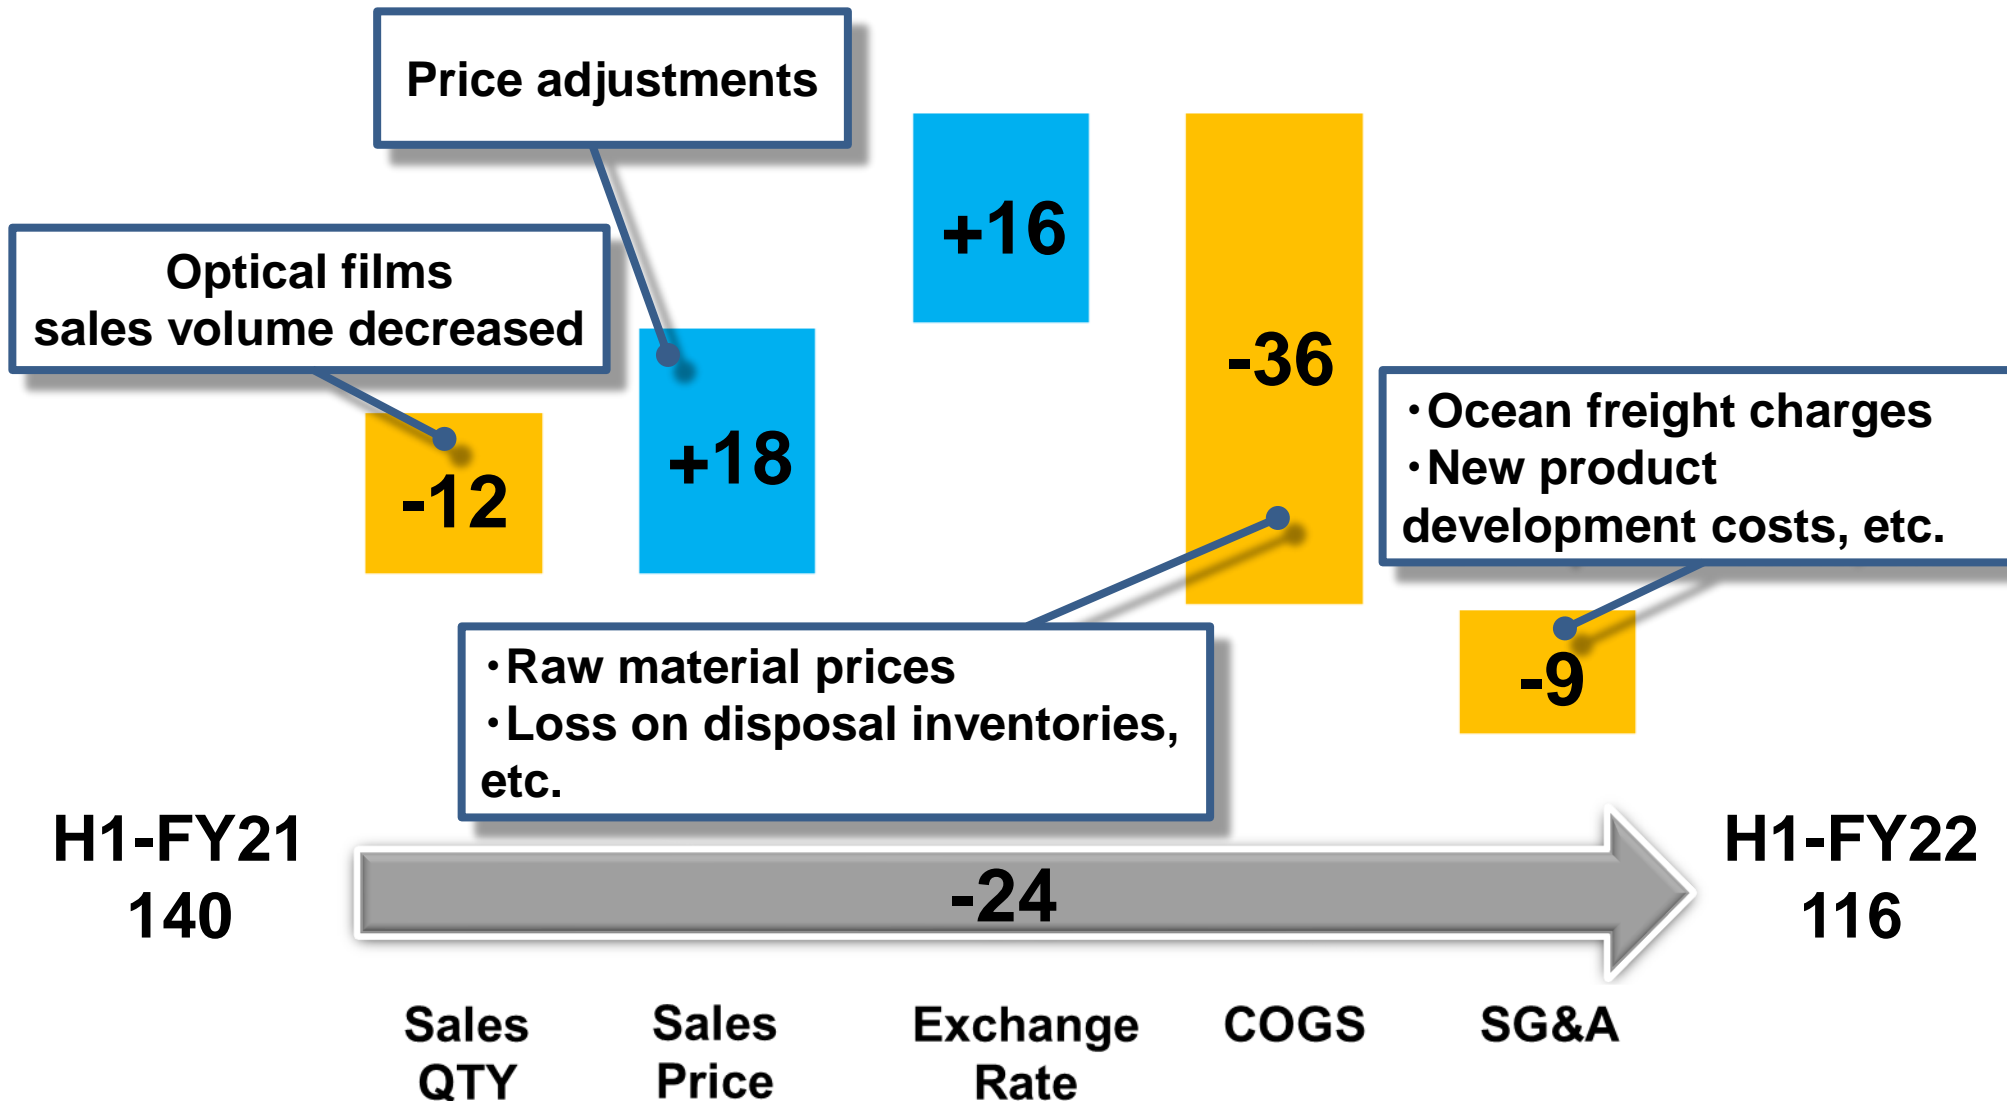 Price adjustments
+16
Optical films
sales volume decreased
-36
・Ocean freight charges
・New product
development costs, etc.
+18
-12
・Raw material prices
・Loss on disposal inventories,
etc.
-9
H1-FY21
140
-24
H1-FY22
116
Sales
QTY
Sales
Price
Exchange
Rate
COGS
SG&A